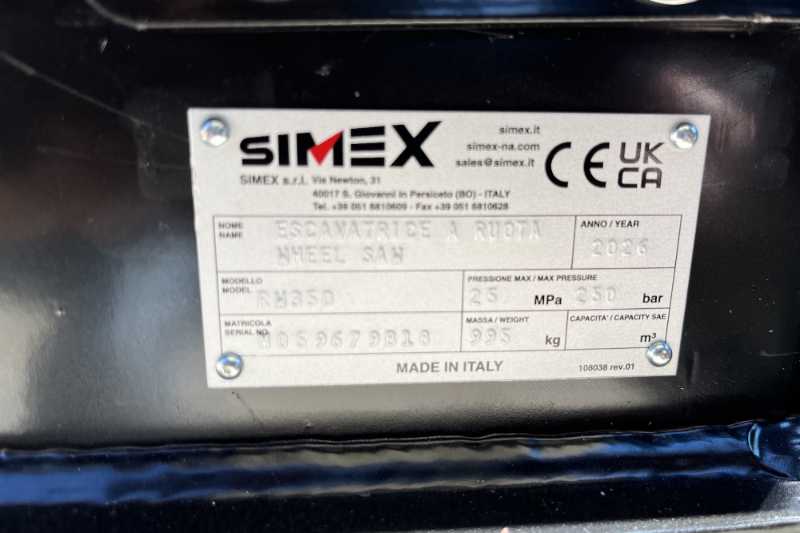 SIMEX
simex.it
simex-na.com
sales@simex.it
CE UK CA
SIMEX s.r.l. Via Newton, 31
40017 S. Giovanni in Persiceto (BO) - ITALY
Tel. +39 051 6810609 - Fax +39 051 6810628
NOME NAME ESCAVATRICE A RUOTA
WHEEL SAW
ANNO / YEAR
2026
MODELLO
MODEL
PRESSIONE MAX / MAX PRESSURE
25 MPa 250 bar
MATRICOLA
SERIAL NO.
MASSA / WEIGHT
995 kg
CAPACITA' / CAPACITY SAE
m³
MADE IN ITALY
108038 rev.01